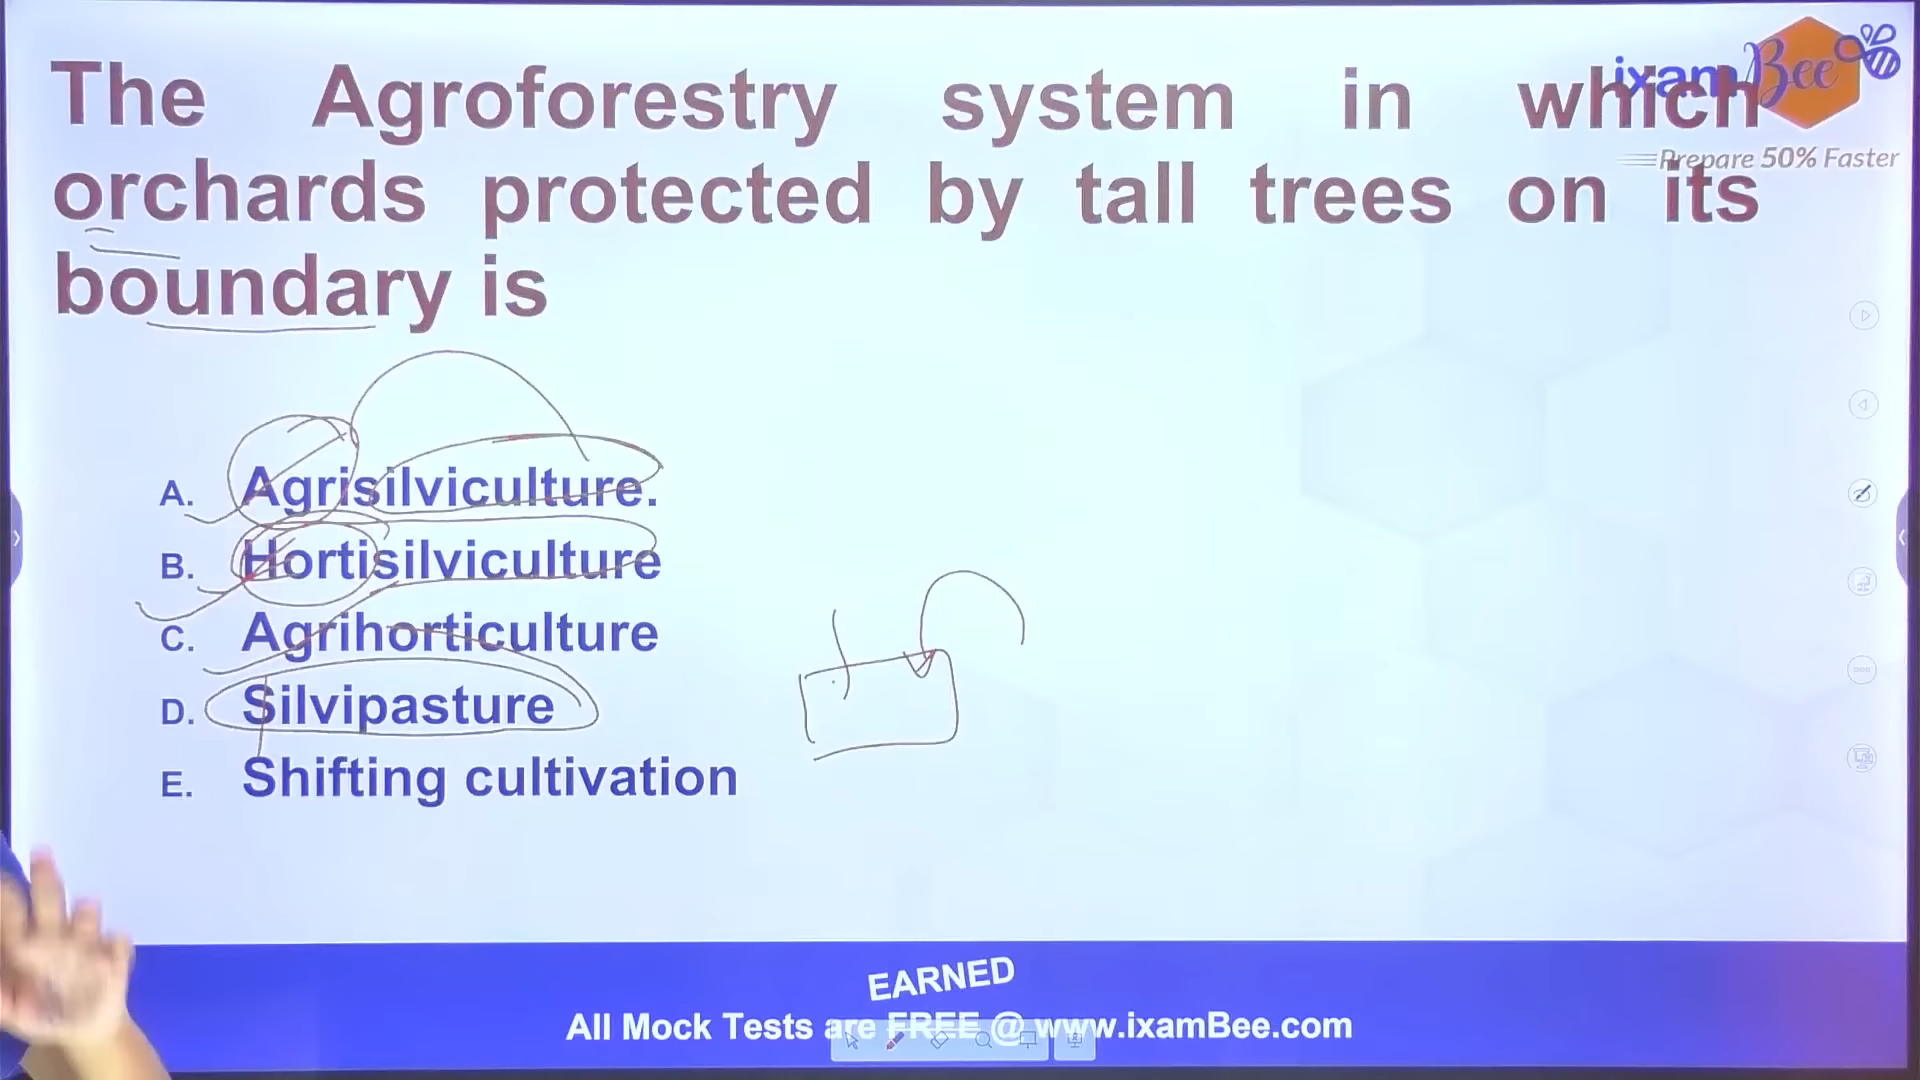 ixamBee
Prepare 50% Faster
The Agroforestry system in which
orchards protected by tall trees on its
boundary is
A. Agrisilviculture.
B. Hortisilviculture
C. Agrihorticulture
D. Silvipasture
E. Shifting cultivation
EARNED
All Mock Tests are FREE @ www.ixamBee.com